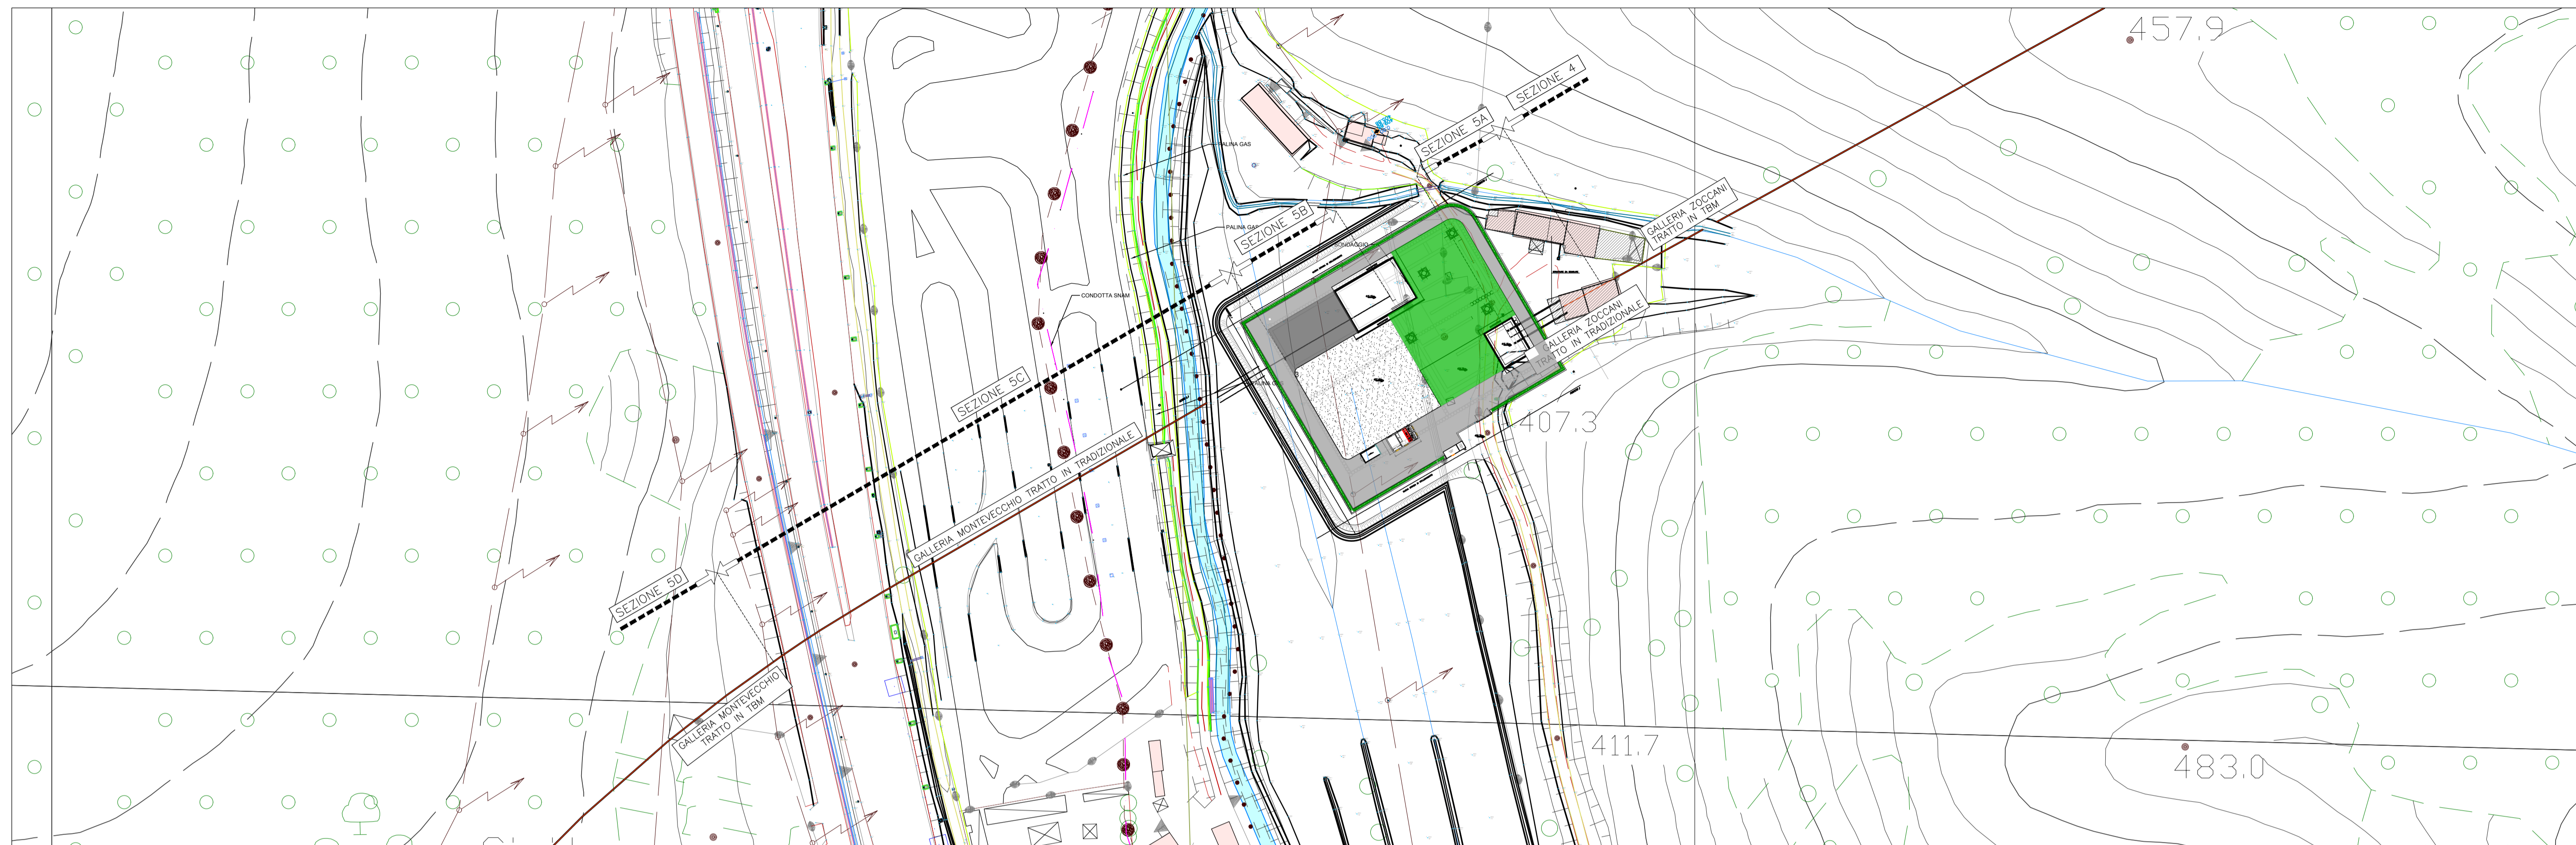 457.9
SEZIONE 4
SEZIONE 5A
PALINA GAS
GALLERIA ZOCCANI
TRATTO IN TBM
SEZIONE 5B
PALINA GAS
SONDAGGIO
CONDOTTA SNAM
GALLERIA ZOCCANI
TRATTO IN TRADIZIONALE
SEZIONE 5C
407.3
GALLERIA MONTEVECCHIO TRATTO IN TRADIZIONALE
SEZIONE 5D
GALLERIA MONTEVECCHIO
TRATTO IN TBM
411.7
483.0